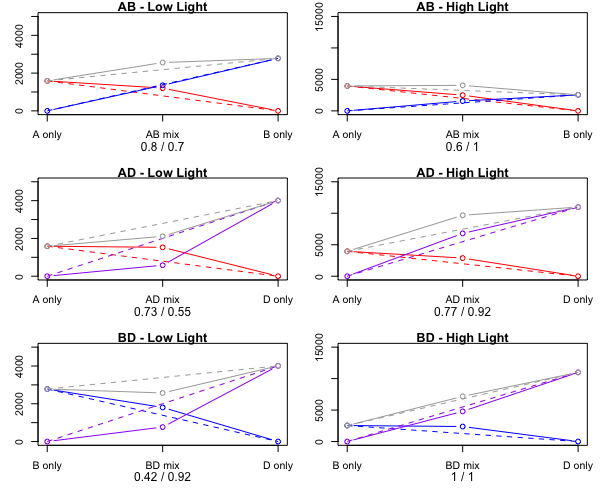 AB - Low Light
AB - High Light
0 2000 4000
0 5000 15000
A only AB mix B only
A only AB mix B only
0.8 / 0.7
0.6 / 1
AD - Low Light
AD - High Light
0 2000 4000
0 5000 15000
A only AD mix D only
A only AD mix D only
0.73 / 0.55
0.77 / 0.92
BD - Low Light
BD - High Light
0 2000 4000
0 5000 15000
B only BD mix D only
B only BD mix D only
0.42 / 0.92
1 / 1